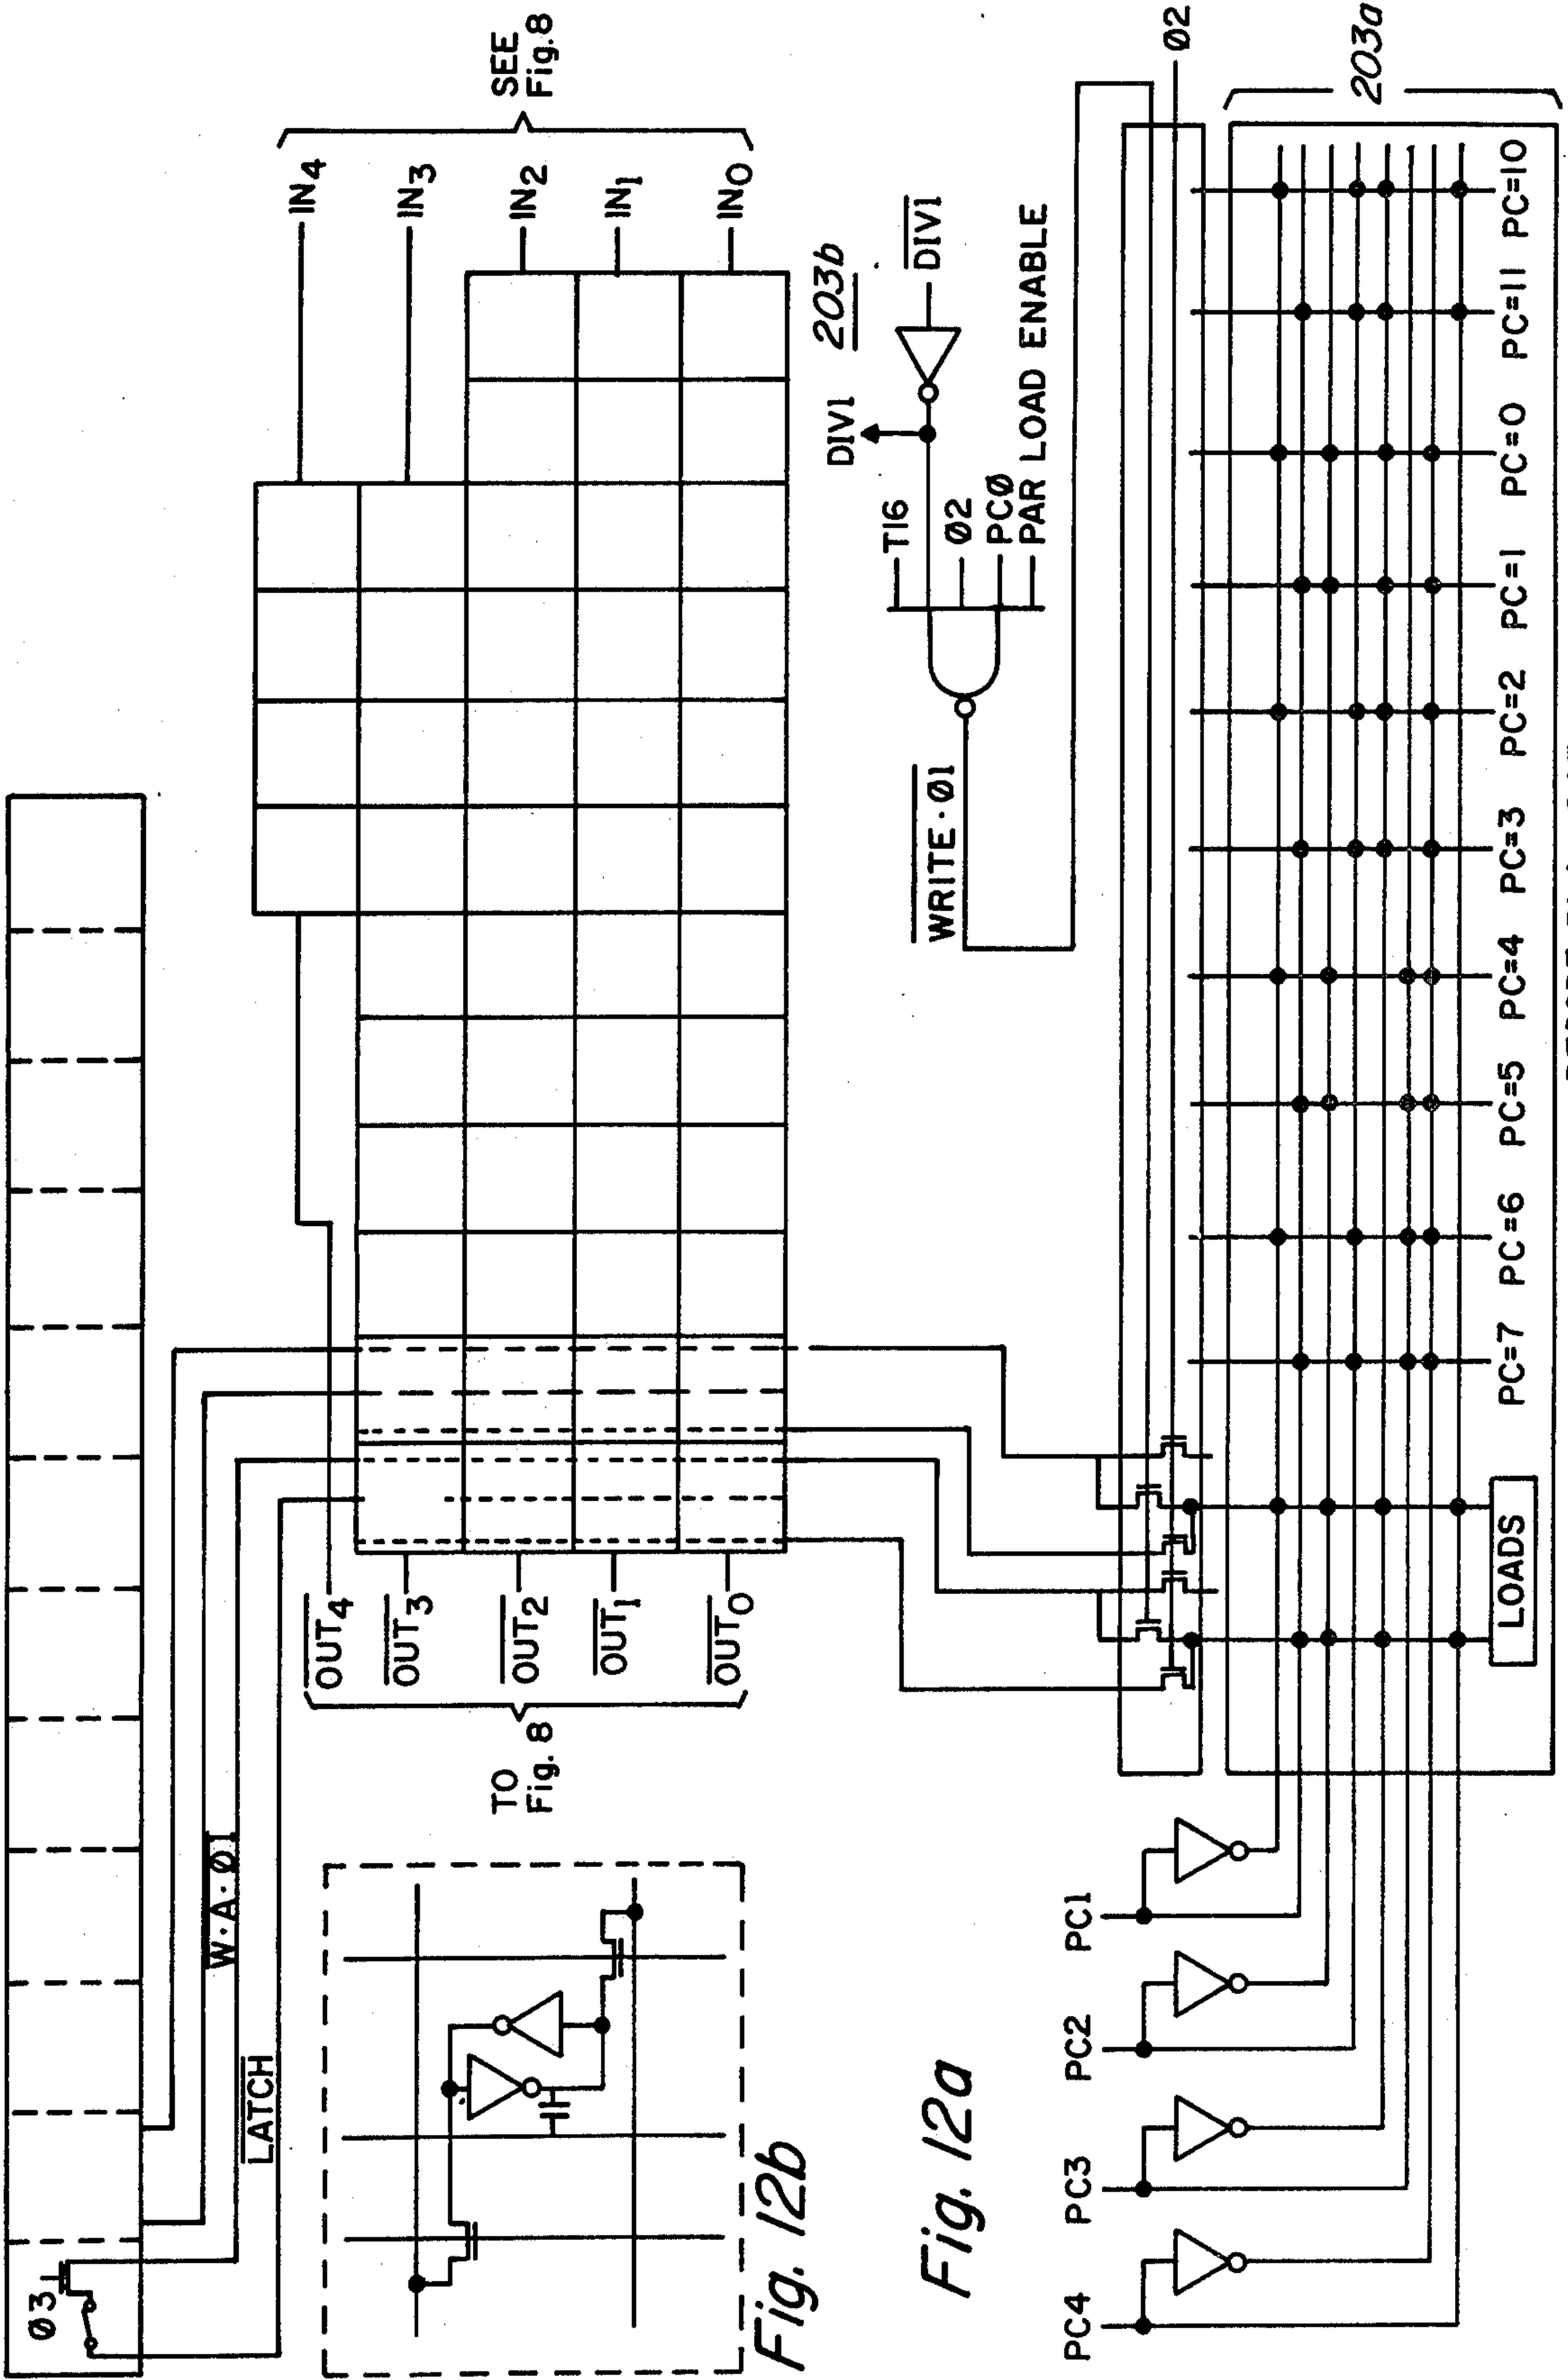 Ø3
W·A·Ø1
LATCH
OUT4
OUT3
OUT2
OUT1
OUT0
TO
Fig. 8
IN4
IN3
IN2
IN1
IN0
SEE
Fig. 8
Fig. 12b
203b
DIV1
DIV1
T16
Ø2
PCØ
PAR LOAD ENABLE
WRITE·Ø1
Fig. 12a
PC4
PC3
PC2
PC1
Ø2
203a
LOADS
PC=7
PC=6
PC=5
PC=4
PC=3
PC=2
PC=1
PC=0
PC=11
PC=10